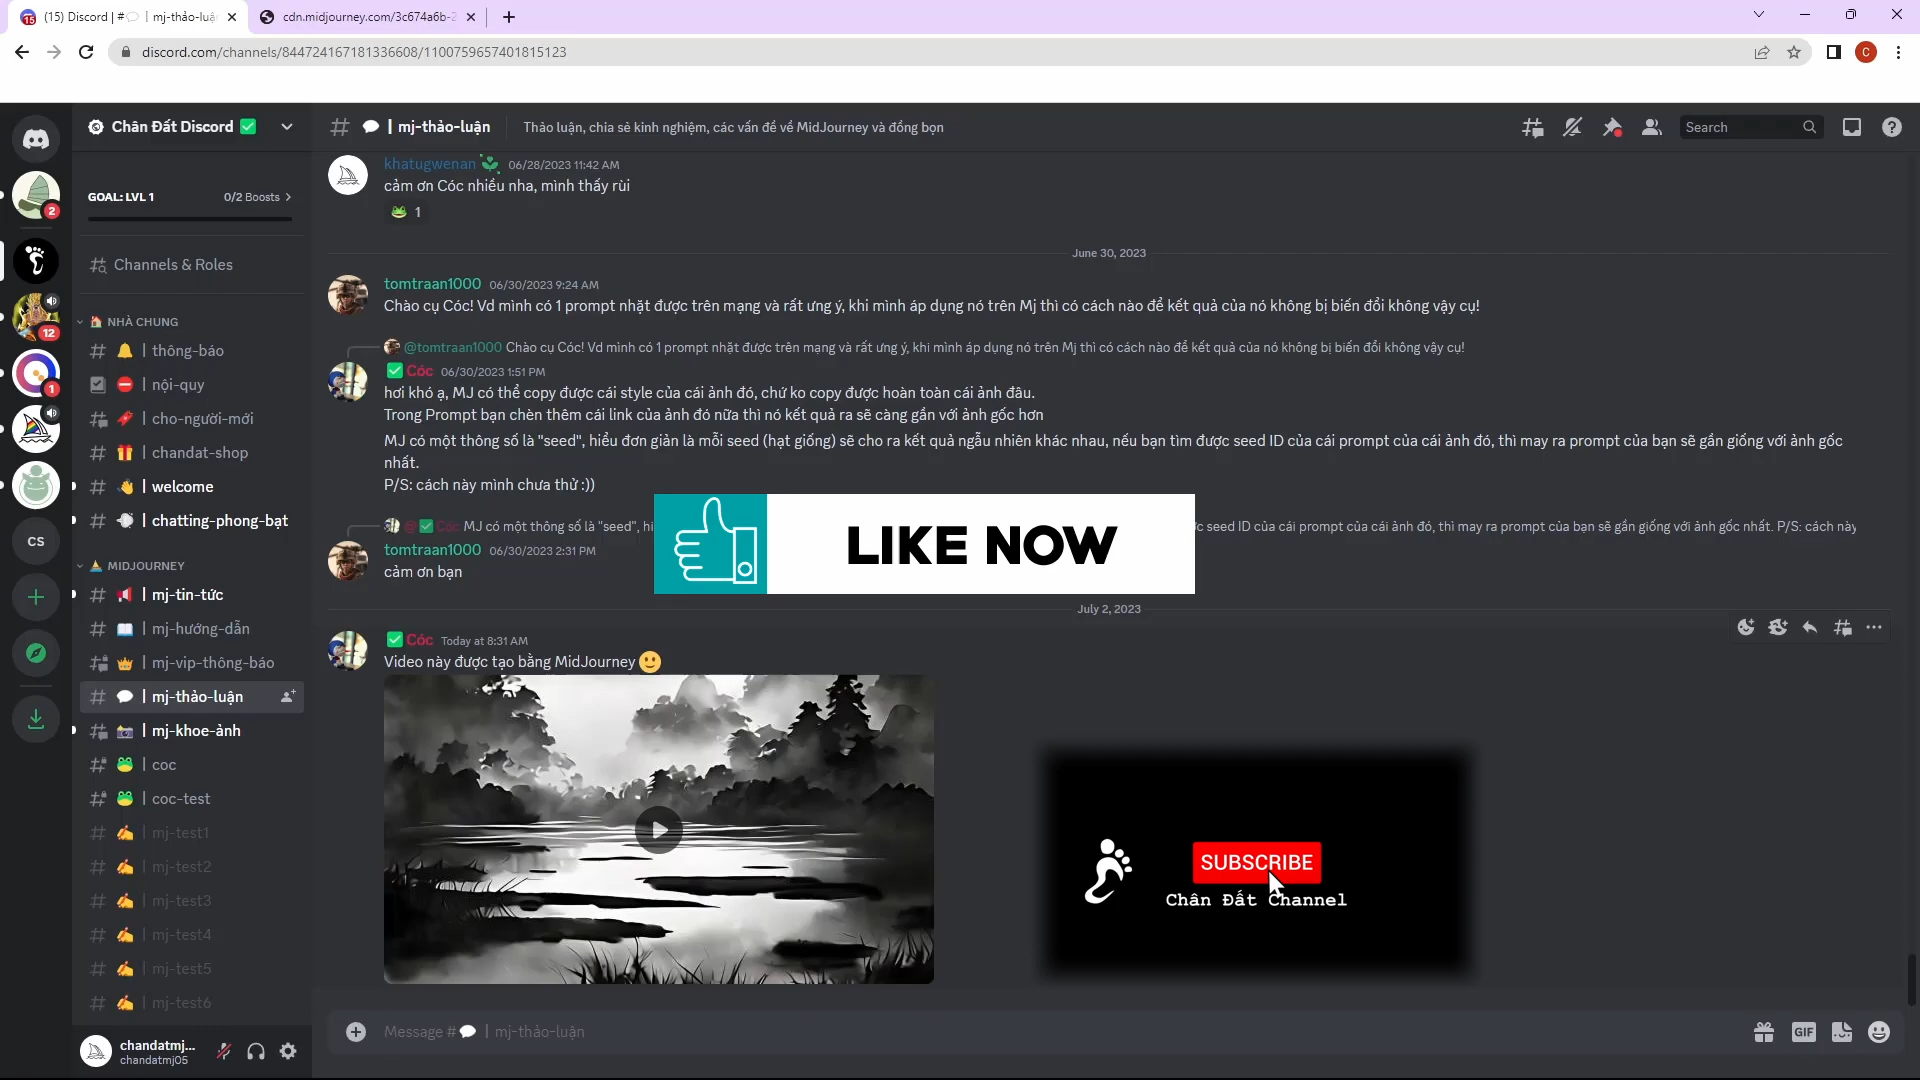 (15) Discord | # | mj-thảo-luậ
cdn.midjourney.com/3c674a6b-2
discord.com/channels/844724167181336608/1100759657401815123
C
Chân Đất Discord
| mj-thảo-luận
Thảo luận, chia sẻ kinh nghiệm, các vấn đề về MidJourney và đồng bọn
Search
GOAL: LVL 1
0/2 Boosts
Channels & Roles
NHÀ CHUNG
| thông-báo
| nội-quy
| cho-người-mới
| chandat-shop
| welcome
| chatting-phong-bạt
MIDJOURNEY
| mj-tin-tức
| mj-hướng-dẫn
| mj-vip-thông-báo
| mj-thảo-luận
| mj-khoe-ảnh
| coc
| coc-test
| mj-test1
| mj-test2
| mj-test3
| mj-test4
| mj-test5
| mj-test6
chandatmj...
chandatmj05
2
12
1
CS
khatugwenan 06/28/2023 11:42 AM
cảm ơn Cóc nhiều nha, mình thấy rùi
1
June 30, 2023
tomtraan1000 06/30/2023 9:24 AM
Chào cụ Cóc! Vd mình có 1 prompt nhặt được trên mạng và rất ưng ý, khi mình áp dụng nó trên Mj thì có cách nào để kết quả của nó không bị biến đổi không vậy cụ!
@tomtraan1000 Chào cụ Cóc! Vd mình có 1 prompt nhặt được trên mạng và rất ưng ý, khi mình áp dụng nó trên Mj thì có cách nào để kết quả của nó không bị biến đổi không vậy cụ!
Cóc 06/30/2023 1:51 PM
hơi khó ạ, MJ có thể copy được cái style của cái ảnh đó, chứ ko copy được hoàn toàn cái ảnh đâu.
Trong Prompt bạn chèn thêm cái link của ảnh đó nữa thì nó kết quả ra sẽ càng gần với ảnh gốc hơn
MJ có một thông số là "seed", hiểu đơn giản là mỗi seed (hạt giống) sẽ cho ra kết quả ngẫu nhiên khác nhau, nếu bạn tìm được seed ID của cái prompt của cái ảnh đó, thì may ra prompt của bạn sẽ gần giống với ảnh gốc
nhất.
P/S: cách này mình chưa thử :))
@ Cóc MJ có một thông số là "seed", hi
c seed ID của cái prompt của cái ảnh đó, thì may ra prompt của bạn sẽ gần giống với ảnh gốc nhất. P/S: cách này
tomtraan1000 06/30/2023 2:31 PM
cảm ơn bạn
LIKE NOW
July 2, 2023
Cóc Today at 8:31 AM
Video này được tạo bằng MidJourney
SUBSCRIBE
Chân Đất Channel
Message # | mj-thảo-luận
GIF